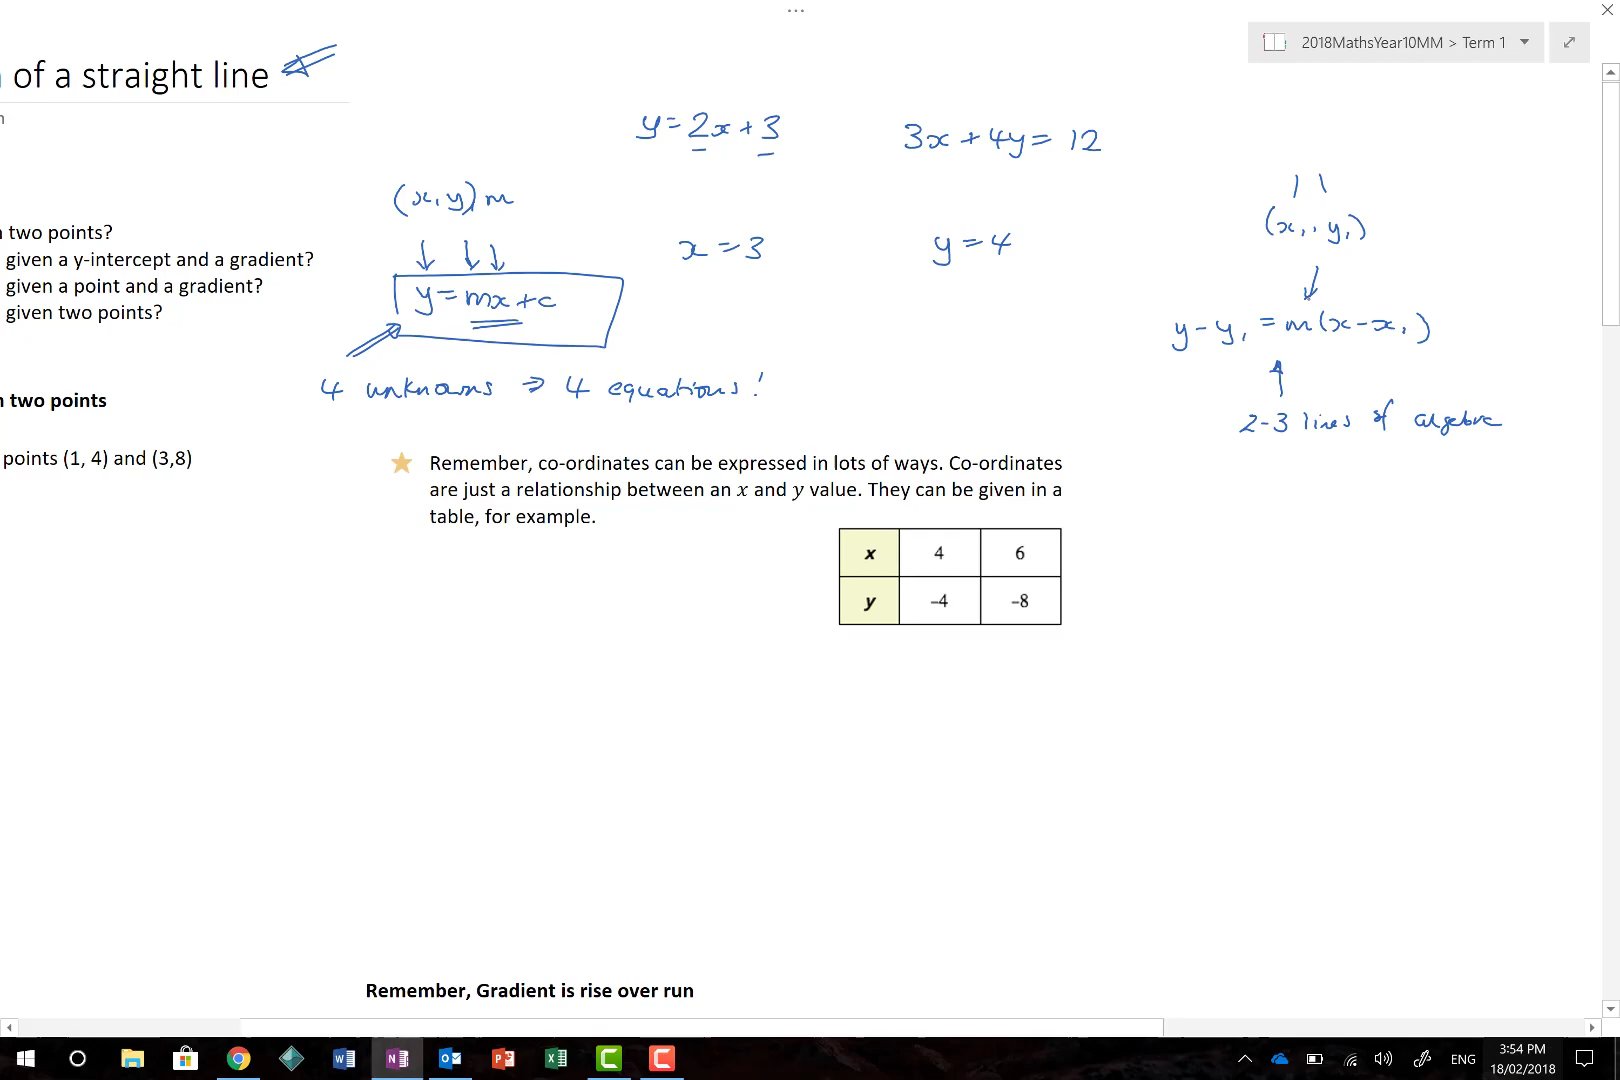 2018MathsYear10MM > Term 1
of a straight line
y = 2x + 3
3x + 4y = 12
(x, y) m
x = 3
y = 4
(x₁, y₁)
two points?
given a y-intercept and a gradient?
given a point and a gradient?
given two points?
y = mx + c
y - y₁ = m(x - x₁)
4 unknowns ⇒ 4 equations!
2-3 lines of algebra
two points
points (1, 4) and (3,8)
Remember, co-ordinates can be expressed in lots of ways. Co-ordinates
are just a relationship between an x and y value. They can be given in a
table, for example.
x 4 6
y -4 -8
Remember, Gradient is rise over run
ENG
3:54 PM
18/02/2018